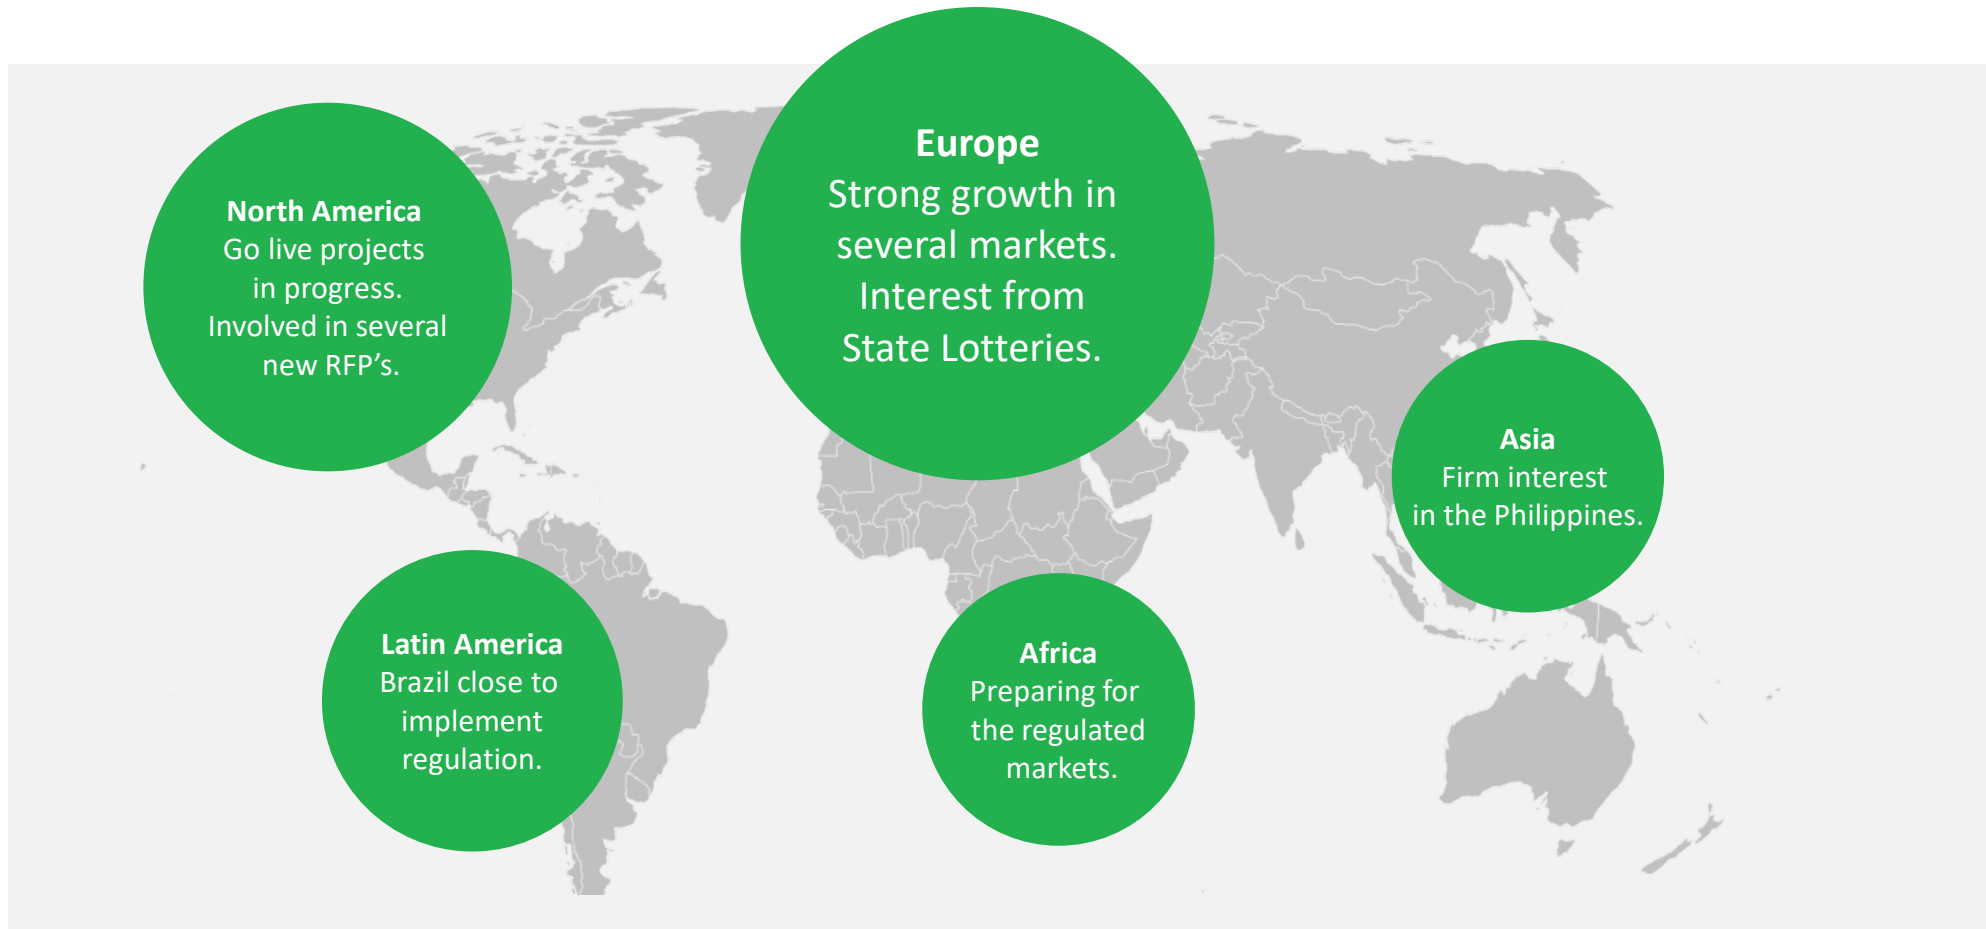 North America
Go live projects
in progress.
Involved in several
new RFP’s.
Europe
Strong growth in
several markets.
Interest from
State Lotteries.
Asia
Firm interest
in the Philippines.
Latin America
Brazil close to
implement
regulation.
Africa
Preparing for
the regulated
markets.